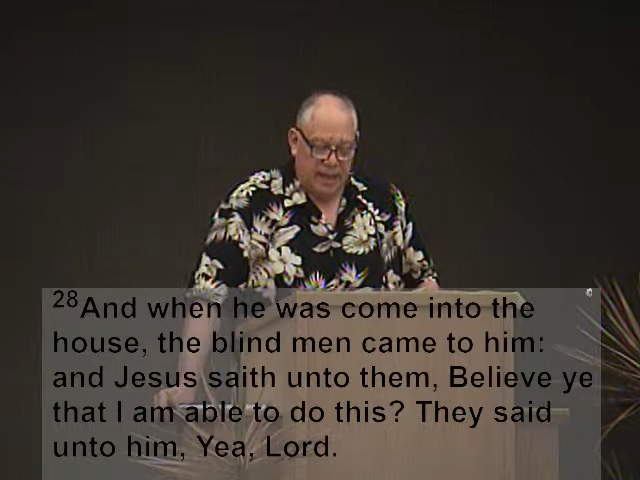 28And when he was come into the
house, the blind men came to him:
and Jesus saith unto them, Believe ye
that I am able to do this? They said
unto him, Yea, Lord.